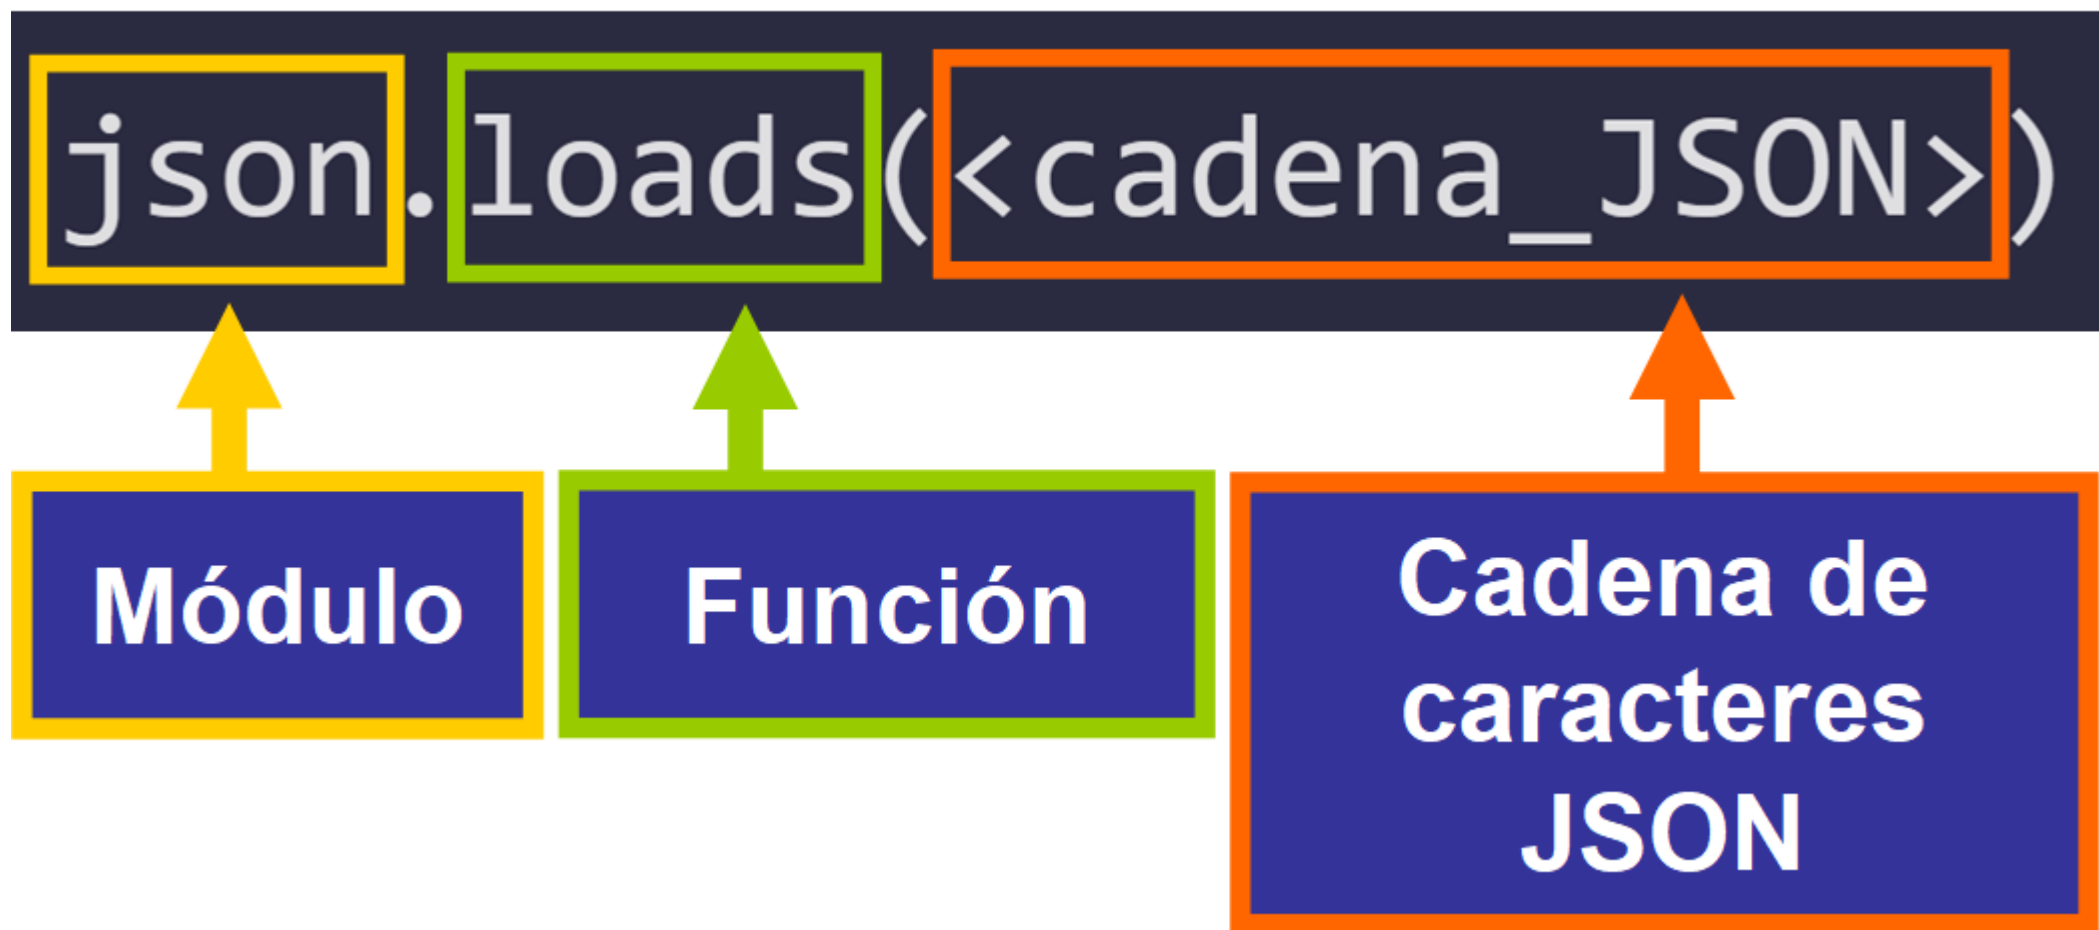 json.loads(<cadena_JSON>)
Módulo
Función
Cadena de
caracteres
JSON